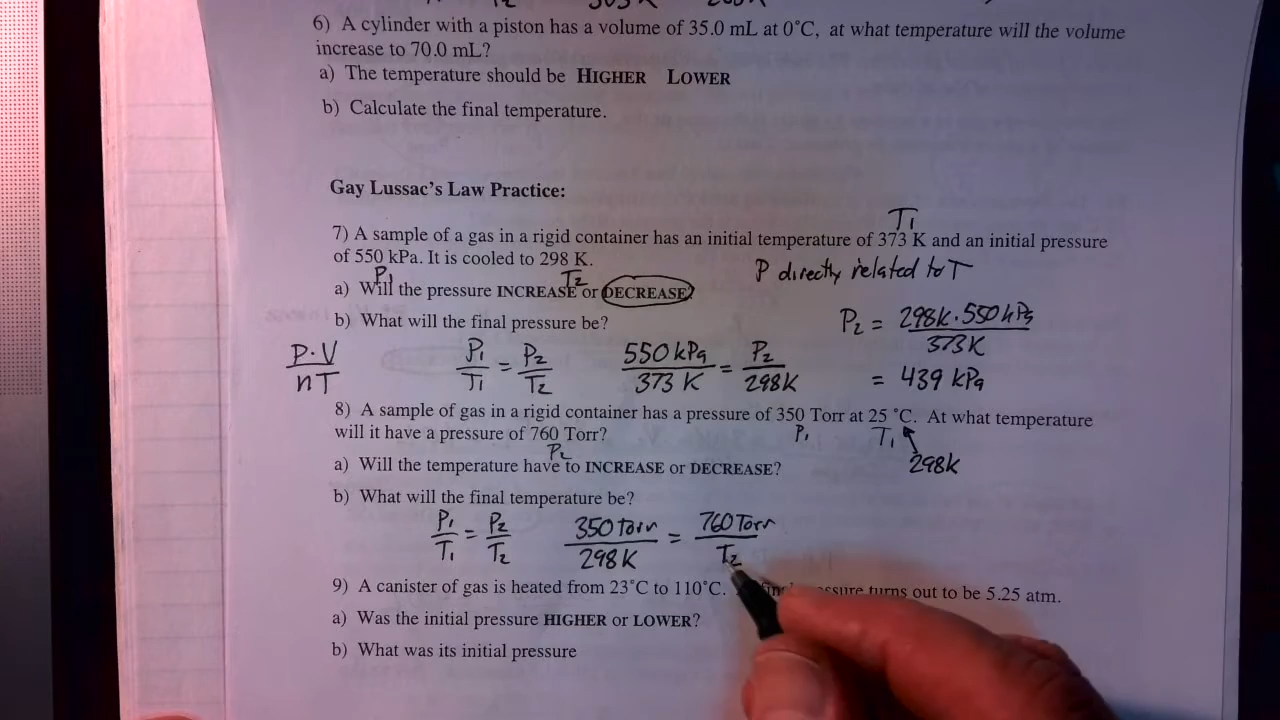 303 K
6) A cylinder with a piston has a volume of 35.0 mL at 0°C, at what temperature will the volume
increase to 70.0 mL?
a) The temperature should be HIGHER LOWER
b) Calculate the final temperature.
Gay Lussac's Law Practice:
T1
7) A sample of a gas in a rigid container has an initial temperature of 373 K and an initial pressure
of 550 kPa. It is cooled to 298 K.
P1 T2 P directly related to T
a) Will the pressure INCREASE or DECREASE?
b) What will the final pressure be?
P2 = 298K·550kPa / 373K
P·V / nT P1/T1 = P2/T2 550 kPa / 373 K = P2 / 298K = 439 kPa
8) A sample of gas in a rigid container has a pressure of 350 Torr at 25 °C. At what temperature
will it have a pressure of 760 Torr? P1 T1
P2 298K
a) Will the temperature have to INCREASE or DECREASE?
b) What will the final temperature be?
P1/T1 = P2/T2 350 Torr / 298K = 760 Torr / T2
9) A canister of gas is heated from 23°C to 110°C. turns out to be 5.25 atm.
a) Was the initial pressure HIGHER or LOWER?
b) What was its initial pressure